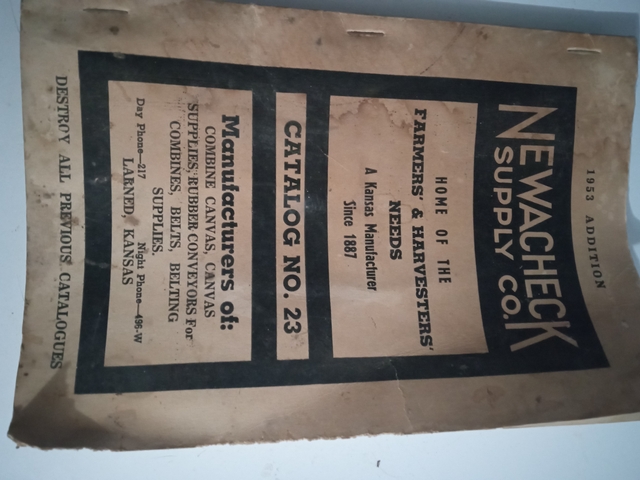 1953 ADDITION
NEWACHECK
SUPPLY CO.
HOME OF THE
FARMERS' & HARVESTERS'
NEEDS
A Kansas Manufacturer
Since 1887
CATALOG NO. 23
Manufacturers of:
COMBINE CANVAS, CANVAS
SUPPLIES, RUBBER CONVEYORS For
COMBINES, BELTS, BELTING
SUPPLIES.
LARNED, KANSAS
Day Phone—217 Night Phone—496-W
DESTROY ALL PREVIOUS CATALOGUES